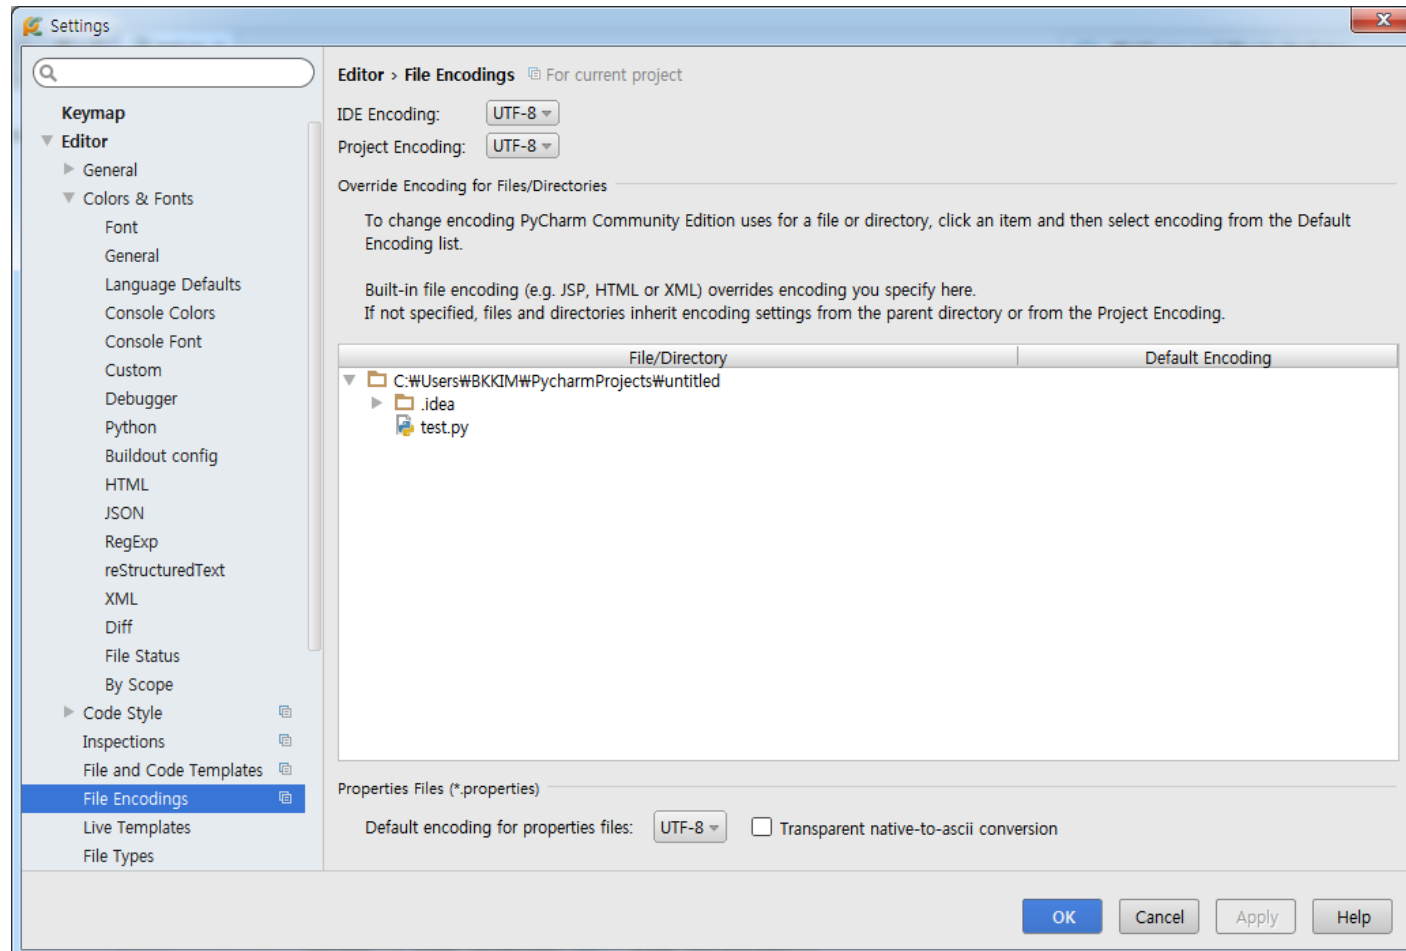 Settings
Keymap
Editor
General
Colors & Fonts
Font
General
Language Defaults
Console Colors
Console Font
Custom
Debugger
Python
Buildout config
HTML
JSON
RegExp
reStructuredText
XML
Diff
File Status
By Scope
Code Style
Inspections
File and Code Templates
File Encodings
Live Templates
File Types
Editor › File Encodings For current project
IDE Encoding: UTF-8
Project Encoding: UTF-8
Override Encoding for Files/Directories
To change encoding PyCharm Community Edition uses for a file or directory, click an item and then select encoding from the Default
Encoding list.
Built-in file encoding (e.g. JSP, HTML or XML) overrides encoding you specify here.
If not specified, files and directories inherit encoding settings from the parent directory or from the Project Encoding.
File/Directory Default Encoding
C:₩Users₩BKKIM₩PycharmProjects₩untitled
.idea
test.py
Properties Files (*.properties)
Default encoding for properties files: UTF-8 Transparent native-to-ascii conversion
OK Cancel Apply Help